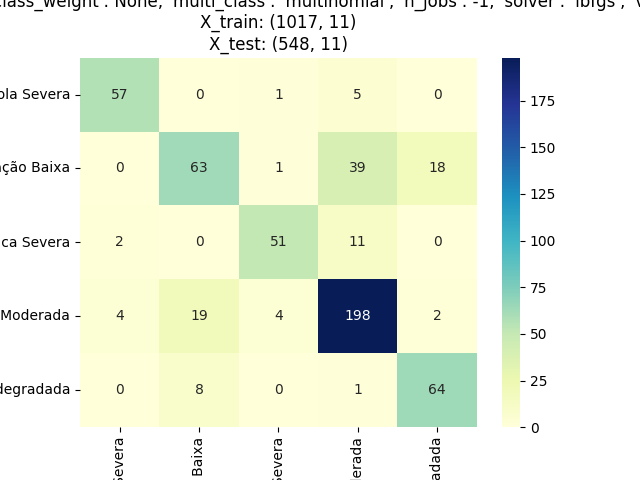 class_weight': None, 'multi_class': 'multinomial', 'n_jobs': -1, 'solver': 'lbfgs', 'v
X_train: (1017, 11)
X_test: (548, 11)
ola Severa 57 0 1 5 0
ação Baixa 0 63 1 39 18
ca Severa 2 0 51 11 0
Moderada 4 19 4 198 2
degradada 0 8 0 1 64
Severa Baixa Severa derada adada
175
150
125
100
75
50
25
0